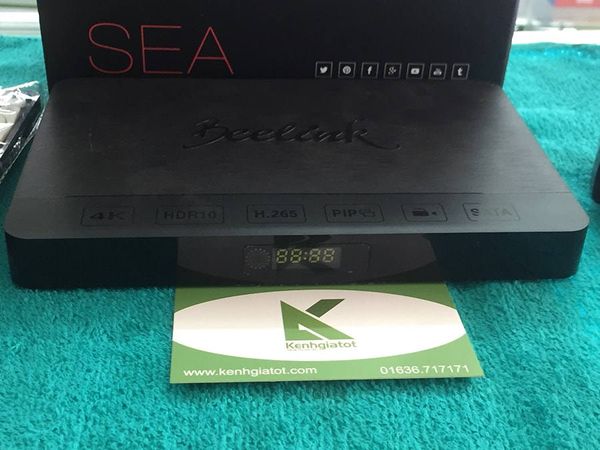 SEA
Beelink
4K HDR10 H.265 PIP SATA
88:88
Kenhgiatot
www.kenhgiatot.com 01636.717171